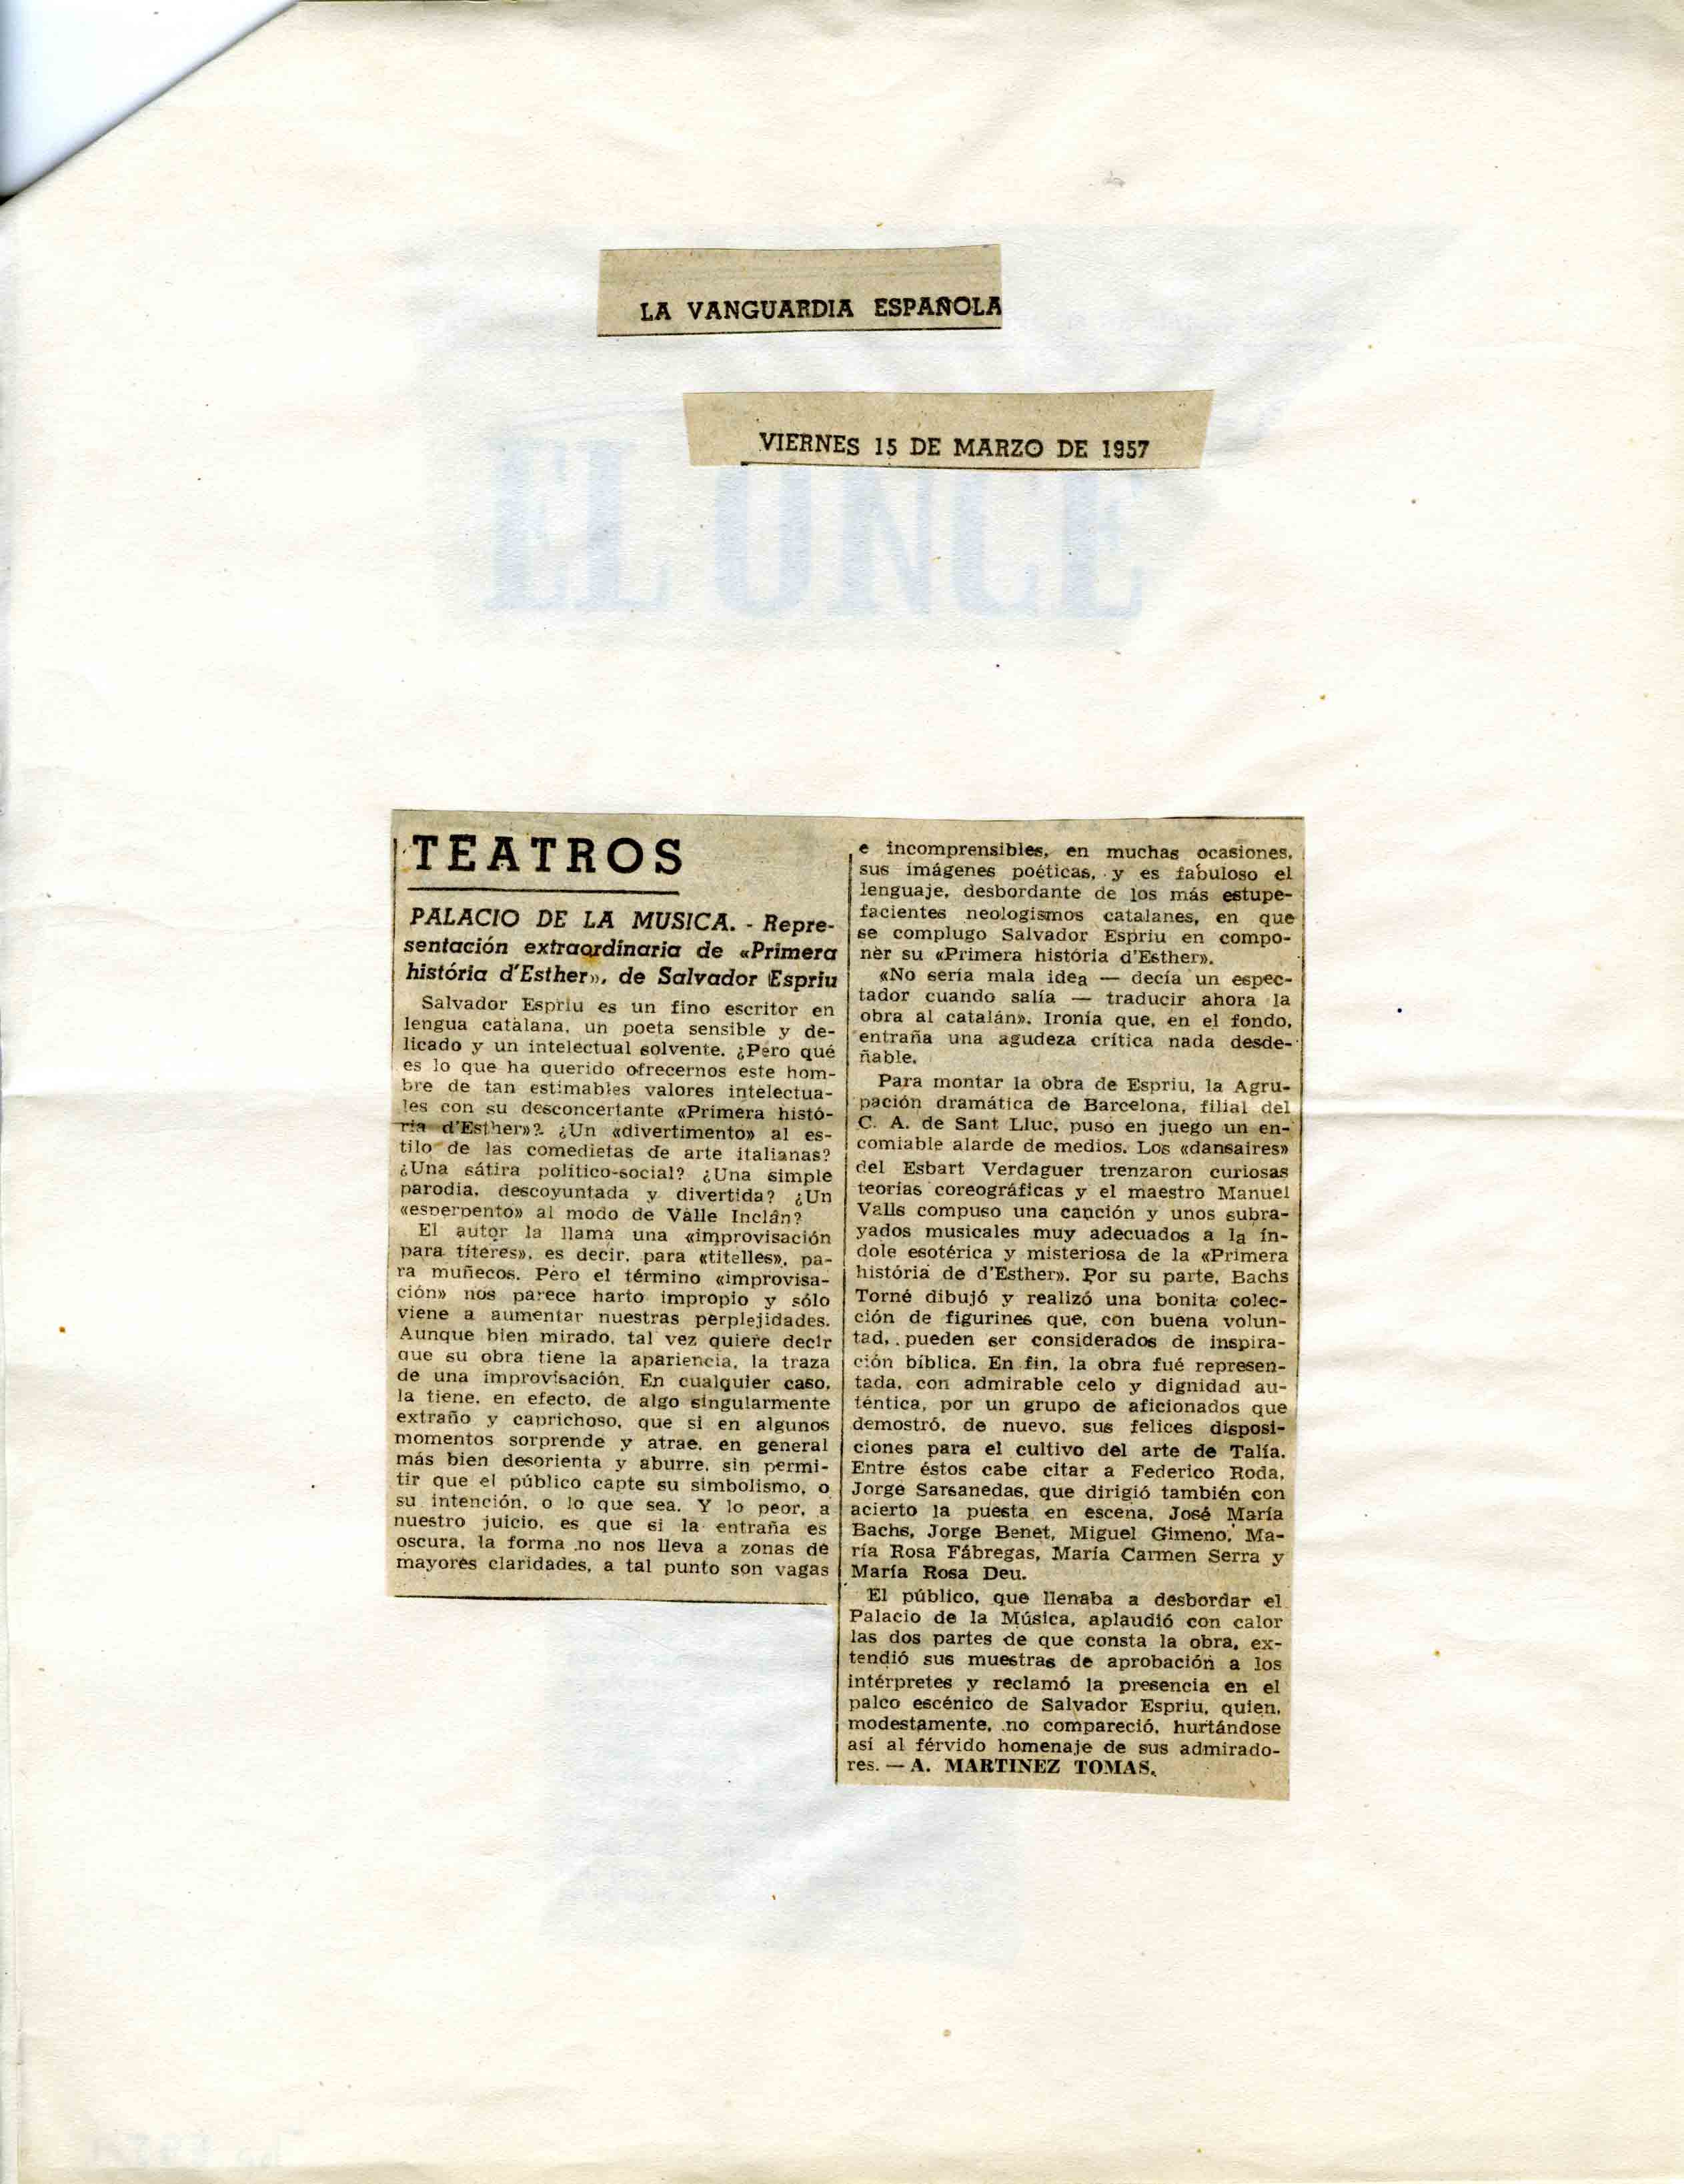 LA VANGUARDIA ESPAÑOLA
VIERNES 15 DE MARZO DE 1957
EL ONCE
TEATROS
PALACIO DE LA MUSICA. - Repre-
sentación extraordinaria de «Primera
história d'Esther», de Salvador Espriu
Salvador Espriu es un fino escritor en
lengua catalana, un poeta sensible y de-
licado y un intelectual solvente. ¿Pero qué
es lo que ha querido ofrecernos este hom-
bre de tan estimables valores intelectua-
les con su desconcertante «Primera histó-
ria d'Esther»? ¿Un «divertimento» al es-
tilo de las comedietas de arte italianas?
¿Una sátira político-social? ¿Una simple
parodia, descoyuntada y divertida? ¿Un
«esperpento» al modo de Valle Inclán?
El autor la llama una «improvisación
para títeres», es decir, para «titelles», pa-
ra muñecos. Pero el término «improvisa-
ción» nos parece harto impropio y sólo
viene a aumentar nuestras perplejidades.
Aunque bien mirado, tal vez quiere decir
que su obra tiene la apariencia, la traza
de una improvisación. En cualquier caso,
la tiene, en efecto, de algo singularmente
extraño y caprichoso, que si en algunos
momentos sorprende y atrae, en general
más bien desorienta y aburre, sin permi-
tir que el público capte su simbolismo, o
su intención, o lo que sea. Y lo peor, a
nuestro juicio, es que si la entraña es
oscura, la forma no nos lleva a zonas de
mayores claridades, a tal punto son vagas
e incomprensibles, en muchas ocasiones,
sus imágenes poéticas, y es fabuloso el
lenguaje, desbordante de los más estupe-
facientes neologismos catalanes, en que
se complugo Salvador Espriu en compo-
ner su «Primera história d'Esther».
«No sería mala idea — decía un espec-
tador cuando salía — traducir ahora la
obra al catalán». Ironía que, en el fondo,
entraña una agudeza crítica nada desde-
ñable.
Para montar la obra de Espriu, la Agru-
pación dramática de Barcelona, filial del
C. A. de Sant Lluc, puso en juego un en-
comiable alarde de medios. Los «dansaires»
del Esbart Verdaguer trenzaron curiosas
teorías coreográficas y el maestro Manuel
Valls compuso una canción y unos subra-
yados musicales muy adecuados a la ín-
dole esotérica y misteriosa de la «Primera
história de d'Esther». Por su parte, Bachs
Torné dibujó y realizó una bonita colec-
ción de figurines que, con buena volun-
tad, pueden ser considerados de inspira-
ción bíblica. En fin, la obra fué represen-
tada, con admirable celo y dignidad au-
téntica, por un grupo de aficionados que
demostró, de nuevo, sus felices disposi-
ciones para el cultivo del arte de Talía.
Entre éstos cabe citar a Federico Roda,
Jorge Sarsanedas, que dirigió también con
acierto la puesta en escena, José María
Bachs, Jorge Benet, Miguel Gimeno, Ma-
ría Rosa Fábregas, María Carmen Serra y
María Rosa Deu.
El público, que llenaba a desbordar el
Palacio de la Música, aplaudió con calor
las dos partes de que consta la obra, ex-
tendió sus muestras de aprobación a los
intérpretes y reclamó la presencia en el
palco escénico de Salvador Espriu, quien,
modestamente, no compareció, hurtándose
así al férvido homenaje de sus admirado-
res. — A. MARTINEZ TOMAS.